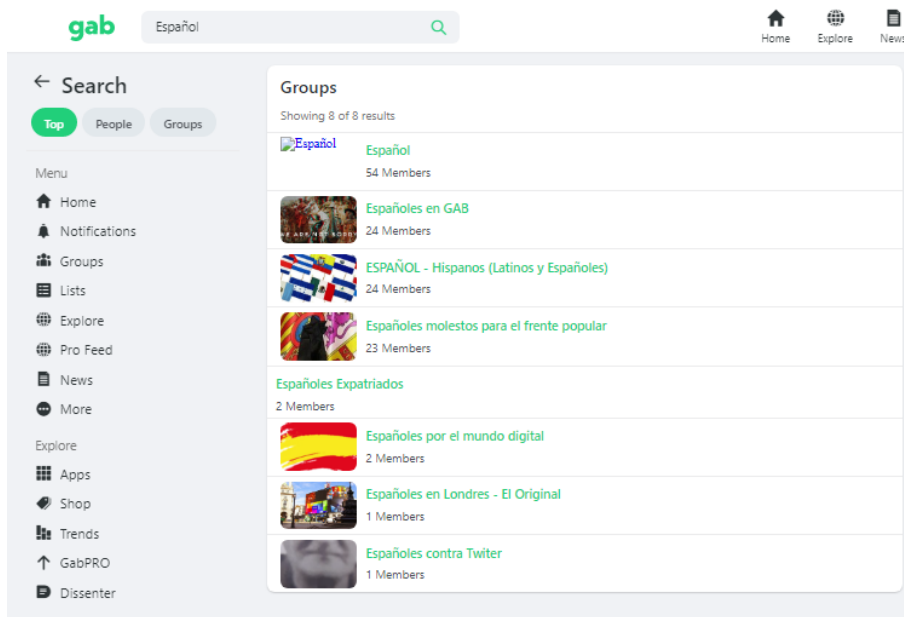 gab
Español
Home
Explore
News
Search
Top
People
Groups
Menu
Home
Notifications
Groups
Lists
Explore
Pro Feed
News
More
Explore
Apps
Shop
Trends
GabPRO
Dissenter
Groups
Showing 8 of 8 results
Español
Español
54 Members
Españoles en GAB
24 Members
ESPAÑOL - Hispanos (Latinos y Españoles)
24 Members
Españoles molestos para el frente popular
23 Members
Españoles Expatriados
2 Members
Españoles por el mundo digital
2 Members
Españoles en Londres - El Original
1 Members
Españoles contra Twiter
1 Members